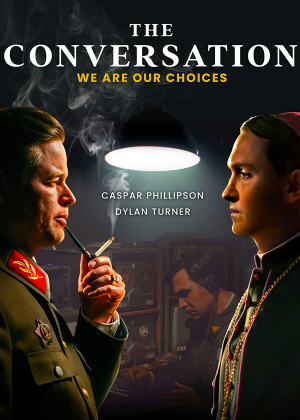 THE
CONVERSATION
WE ARE OUR CHOICES
CASPAR PHILLIPSON
DYLAN TURNER